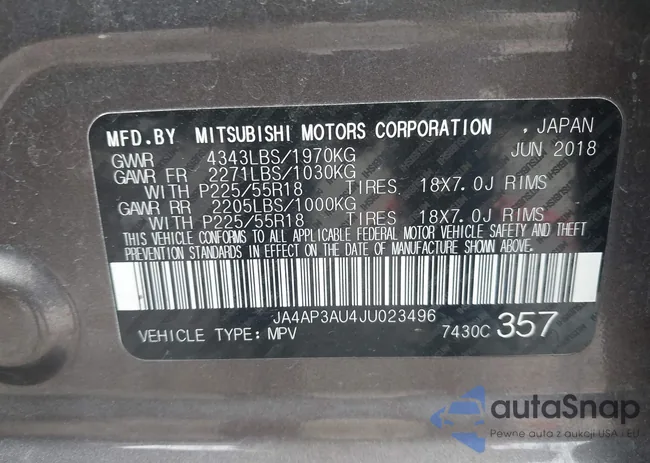 MFD.BY MITSUBISHI MOTORS CORPORATION , JAPAN
GVWR 4343LBS/1970KG JUN 2018
GAWR FR 2271LBS/1030KG
WITH P225/55R18 TIRES, 18X7.0J RIMS
GAWR RR 2205LBS/1000KG
WITH P225/55R18 TIRES, 18X7.0J RIMS
THIS VEHICLE CONFORMS TO ALL APPLICABLE FEDERAL MOTOR VEHICLE SAFETY AND THEFT
PREVENTION STANDARDS IN EFFECT ON THE DATE OF MANUFACTURE SHOWN ABOVE.
JA4AP3AU4JU023496
VEHICLE TYPE: MPV 7430C 357
autaSnap
Pewne auta z aukcji USA i EU